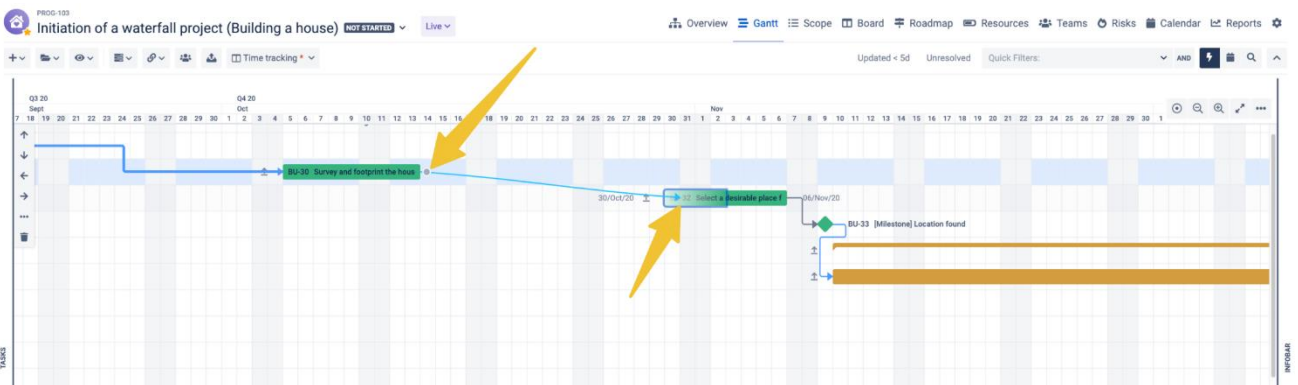 PROG-103
Initiation of a waterfall project (Building a house) NOT STARTED Live
Overview Gantt Scope Board Roadmap Resources Teams Risks Calendar Reports
Time tracking * Updated < 5d Unresolved Quick Filters: AND
Q3 20 Q4 20
Sept Oct Nov
7 18 19 20 21 22 23 24 25 26 27 28 29 30 1 2 3 4 5 6 7 8 9 10 11 12 13 14 15 16 18 19 20 21 22 23 24 25 26 27 28 29 30 31 1 2 3 4 5 6 7 8 9 10 11 12 13 14 15 16 17 18 19 20 21 22 23 24 25 26 27 28 29 30 1
BU-30 Survey and footprint the hous
30/Oct/20 32 Select a desirable place f 06/Nov/20
BU-33 [Milestone] Location found
TASKS
INFOBAR